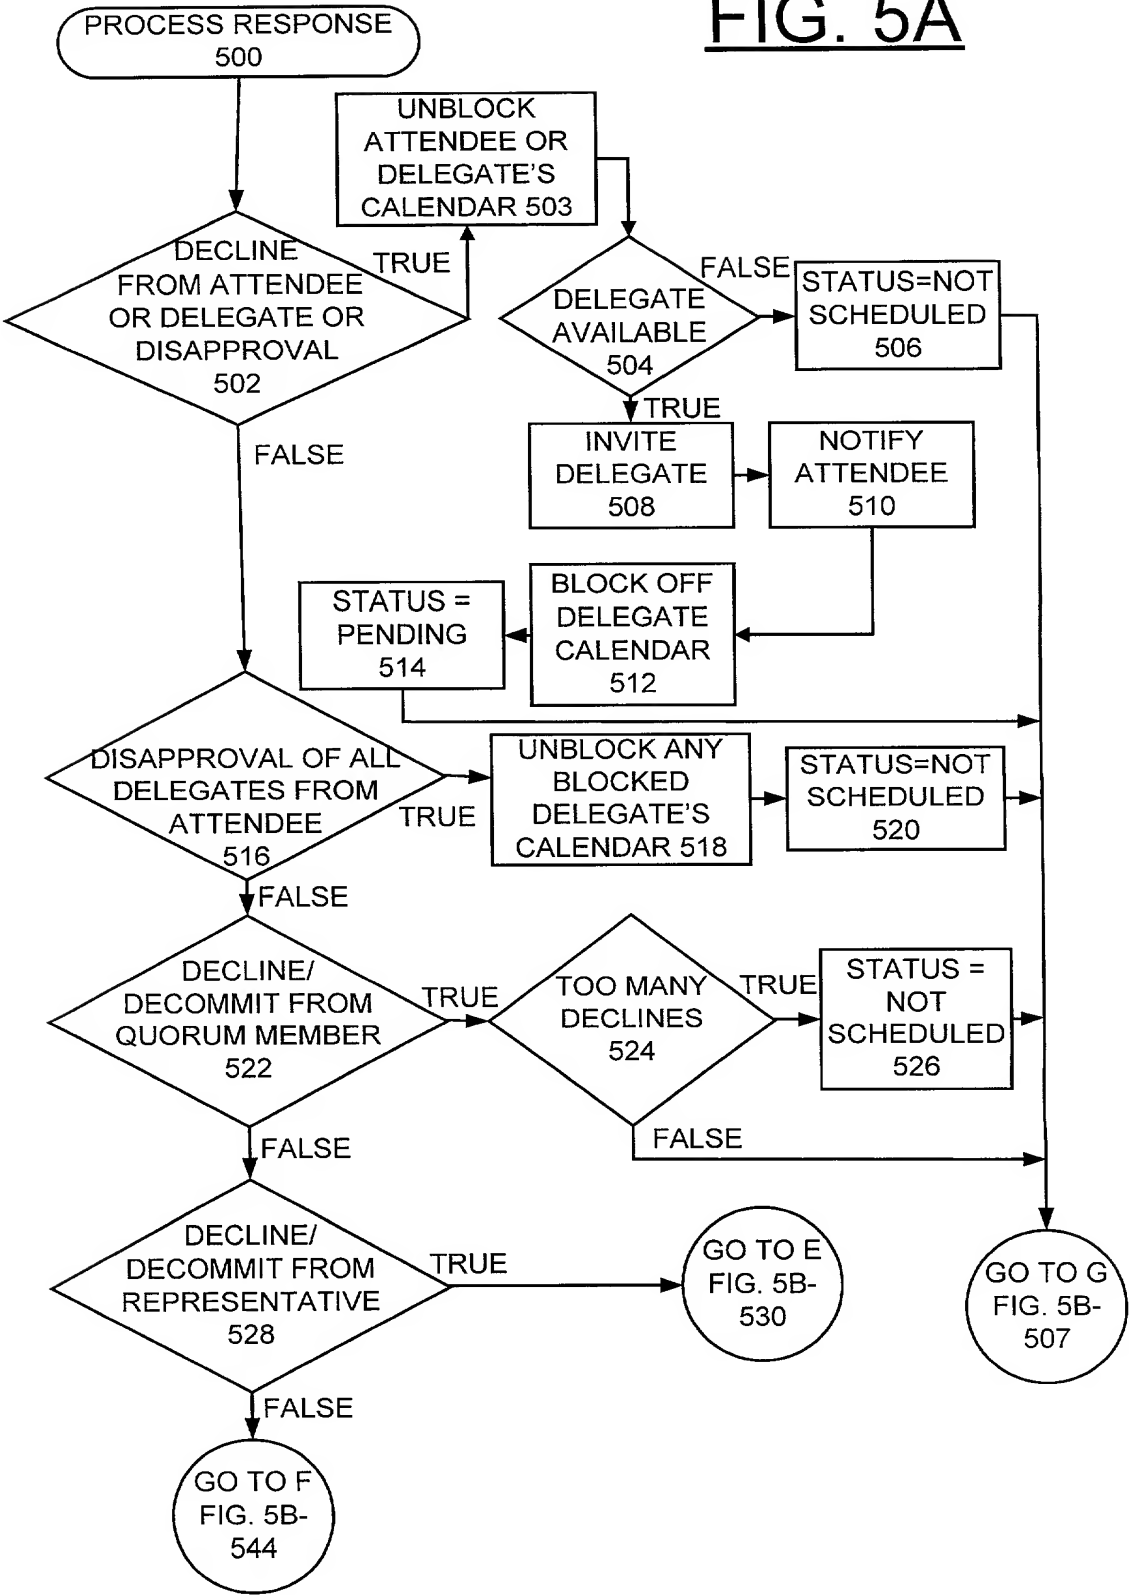 FIG. 5A
PROCESS RESPONSE
500
UNBLOCK
ATTENDEE OR
DELEGATE'S
CALENDAR 503
DECLINE
FROM ATTENDEE
OR DELEGATE OR
DISAPPROVAL
502
TRUE
FALSE
DELEGATE
AVAILABLE
504
FALSE
STATUS=NOT
SCHEDULED
506
TRUE
INVITE
DELEGATE
508
NOTIFY
ATTENDEE
510
BLOCK OFF
DELEGATE
CALENDAR
512
STATUS =
PENDING
514
DISAPPROVAL OF ALL
DELEGATES FROM
ATTENDEE
516
TRUE
UNBLOCK ANY
BLOCKED
DELEGATE'S
CALENDAR 518
STATUS=NOT
SCHEDULED
520
FALSE
DECLINE/
DECOMMIT FROM
QUORUM MEMBER
522
TRUE
TOO MANY
DECLINES
524
TRUE
STATUS =
NOT
SCHEDULED
526
FALSE
FALSE
DECLINE/
DECOMMIT FROM
REPRESENTATIVE
528
TRUE
GO TO E
FIG. 5B-
530
GO TO G
FIG. 5B-
507
FALSE
GO TO F
FIG. 5B-
544